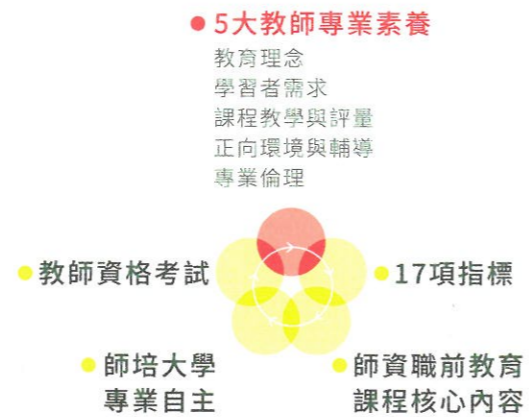 5大教師專業素養
教育理念
學習者需求
課程教學與評量
正向環境與輔導
專業倫理
教師資格考試
17項指標
師培大學
專業自主
師資職前教育
課程核心內容